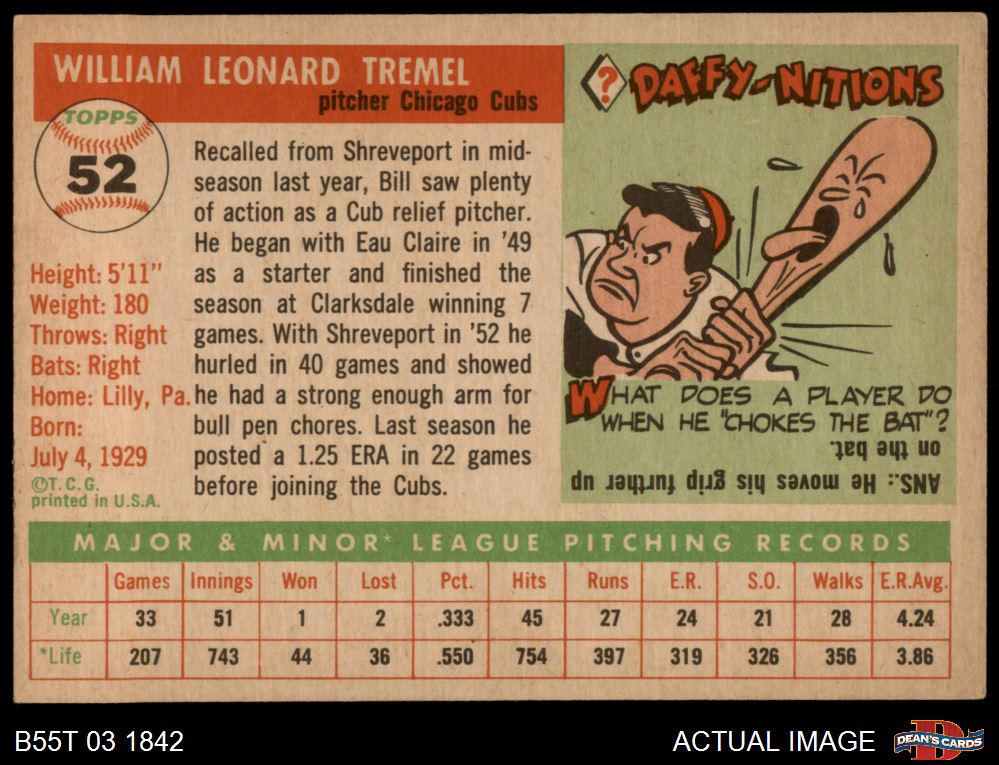 WILLIAM LEONARD TREMEL
pitcher Chicago Cubs
TOPPS
52
Height: 5'11"
Weight: 180
Throws: Right
Bats: Right
Home: Lilly, Pa.
Born:
July 4, 1929
©T.C.G.
printed in U.S.A.
Recalled from Shreveport in mid-
season last year, Bill saw plenty
of action as a Cub relief pitcher.
He began with Eau Claire in '49
as a starter and finished the
season at Clarksdale winning 7
games. With Shreveport in '52 he
hurled in 40 games and showed
he had a strong enough arm for
bull pen chores. Last season he
posted a 1.25 ERA in 22 games
before joining the Cubs.
? DAFFY-NITIONS
WHAT DOES A PLAYER DO
WHEN HE "CHOKES THE BAT"?
ANS.: He moves his grip further up
on the bat.
MAJOR & MINOR* LEAGUE PITCHING RECORDS
Games Innings Won Lost Pct. Hits Runs E.R. S.O. Walks E.R.Avg.
Year 33 51 1 2 .333 45 27 24 21 28 4.24
*Life 207 743 44 36 .550 754 397 319 326 356 3.86
B55T 03 1842
ACTUAL IMAGE
DEAN'S CARDS